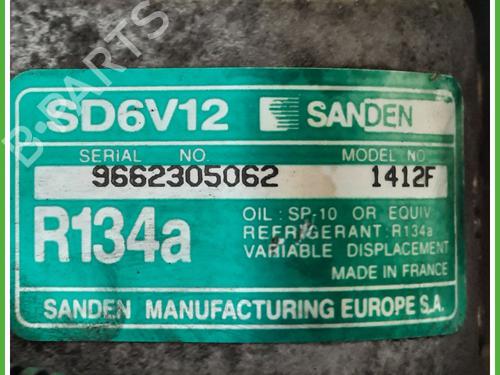 B-PARTS
SD6V12 SANDEN
SERIAL NO. MODEL NO.
9662305062 1412F
R134a
OIL : SP-10 OR EQUIV.
REFRIGERANT : R134a
VARIABLE DISPLACEMENT
MADE IN FRANCE
SANDEN MANUFACTURING EUROPE S.A.